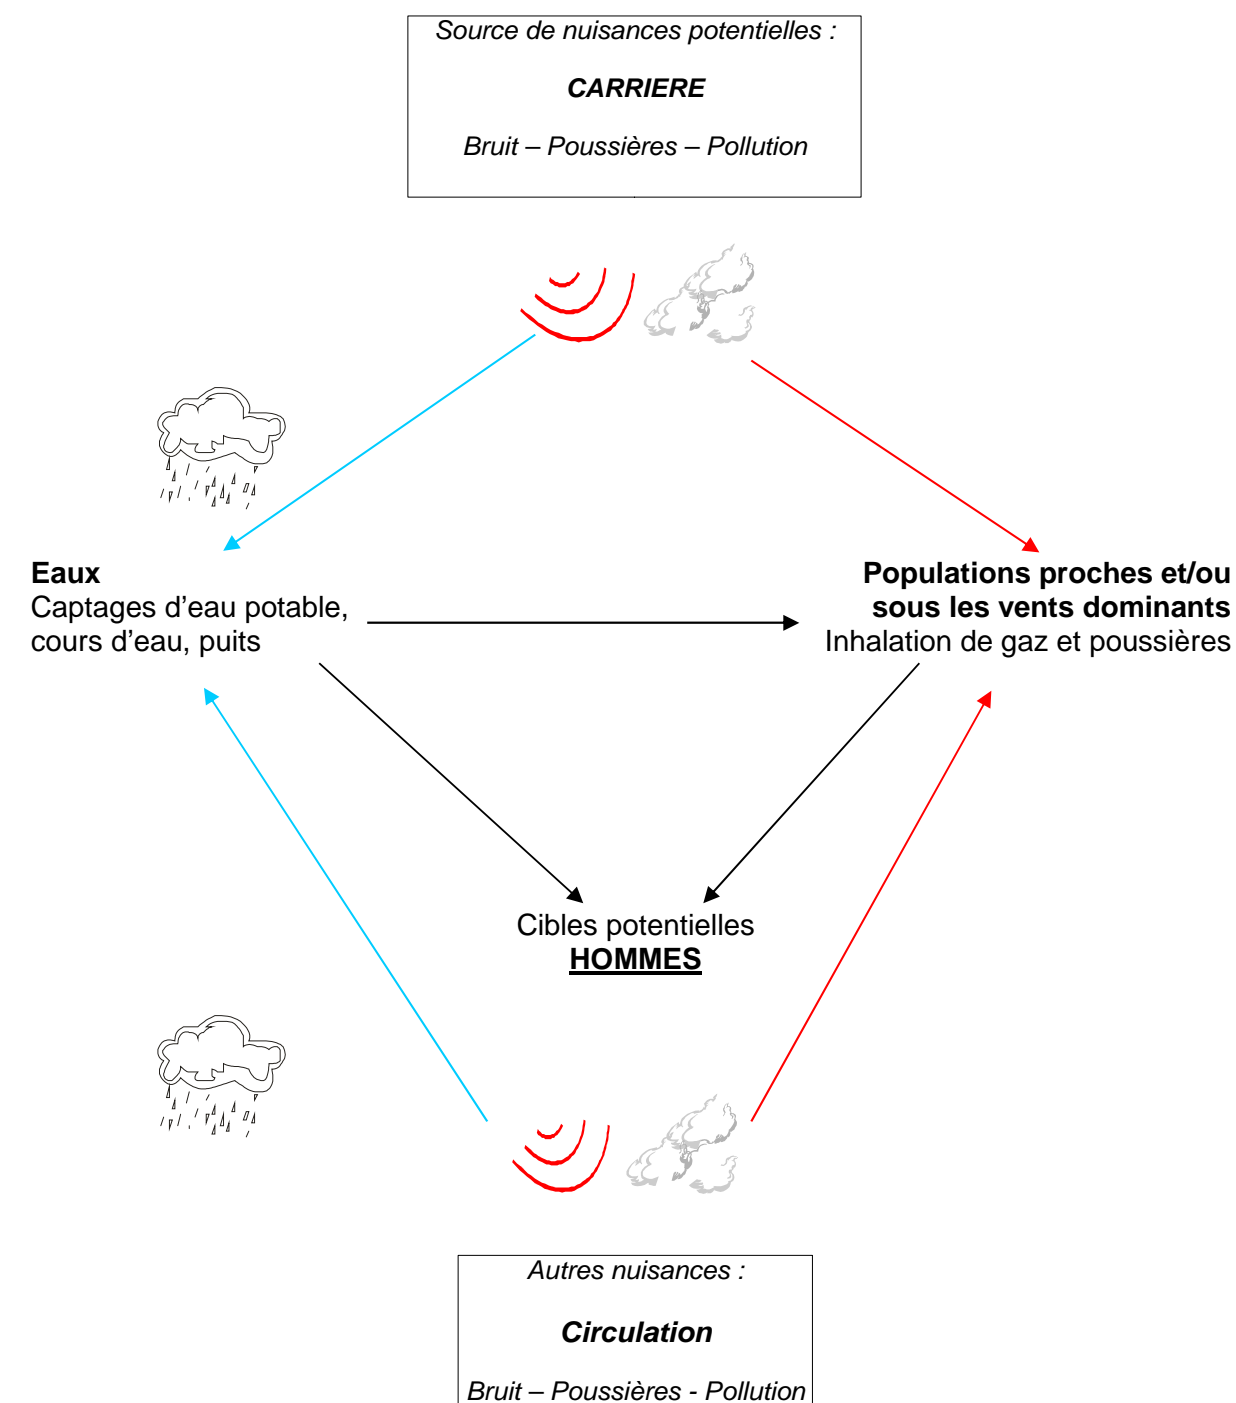 Source de nuisances potentielles :
CARRIERE
Bruit – Poussières – Pollution
Eaux
Captages d'eau potable,
cours d'eau, puits
Populations proches et/ou
sous les vents dominants
Inhalation de gaz et poussières
Cibles potentielles
HOMMES
Autres nuisances :
Circulation
Bruit – Poussières - Pollution